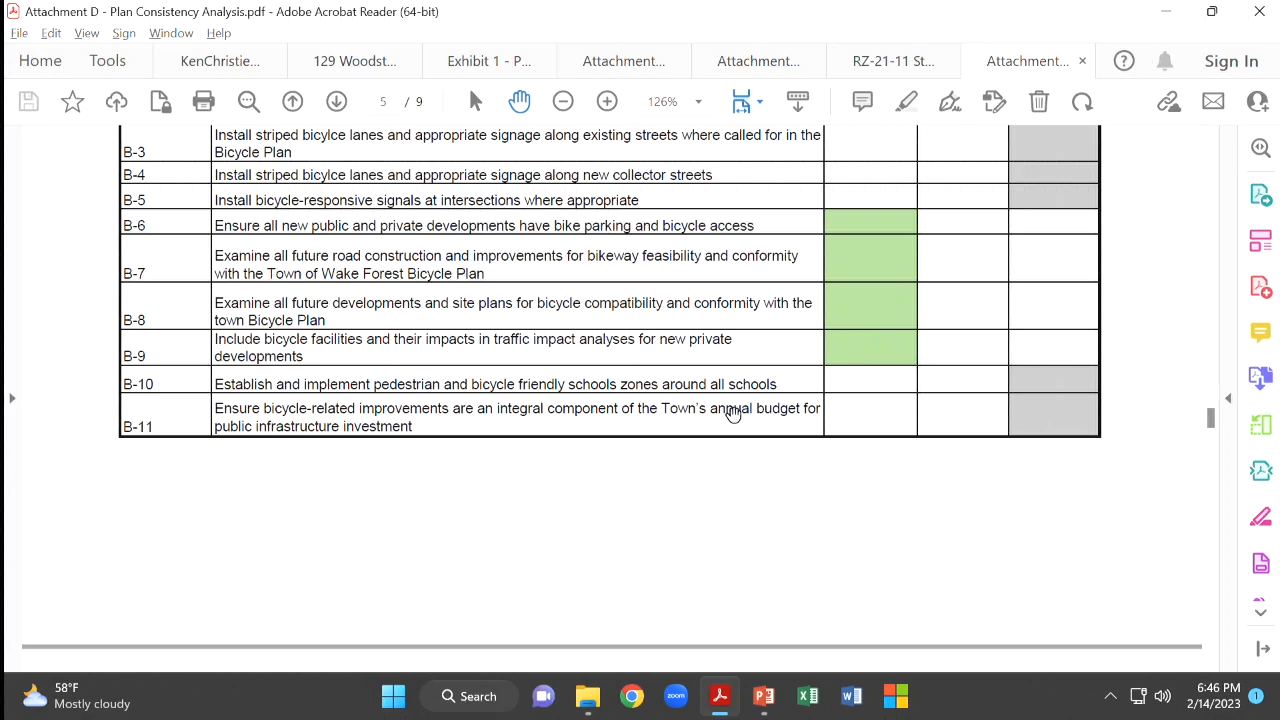 Attachment D - Plan Consistency Analysis.pdf - Adobe Acrobat Reader (64-bit)
File Edit View Sign Window Help
Home Tools KenChristie... 129 Woodst... Exhibit 1 - P... Attachment... Attachment... RZ-21-11 St... Attachment... × Sign In
5 / 9 126%
B-3 Install striped bicylce lanes and appropriate signage along existing streets where called for in the
Bicycle Plan
B-4 Install striped bicylce lanes and appropriate signage along new collector streets
B-5 Install bicycle-responsive signals at intersections where appropriate
B-6 Ensure all new public and private developments have bike parking and bicycle access
B-7 Examine all future road construction and improvements for bikeway feasibility and conformity
with the Town of Wake Forest Bicycle Plan
B-8 Examine all future developments and site plans for bicycle compatibility and conformity with the
town Bicycle Plan
B-9 Include bicycle facilities and their impacts in traffic impact analyses for new private
developments
B-10 Establish and implement pedestrian and bicycle friendly schools zones around all schools
B-11 Ensure bicycle-related improvements are an integral component of the Town's annual budget for
public infrastructure investment
58°F
Mostly cloudy
Search
zoom
6:46 PM
2/14/2023
1